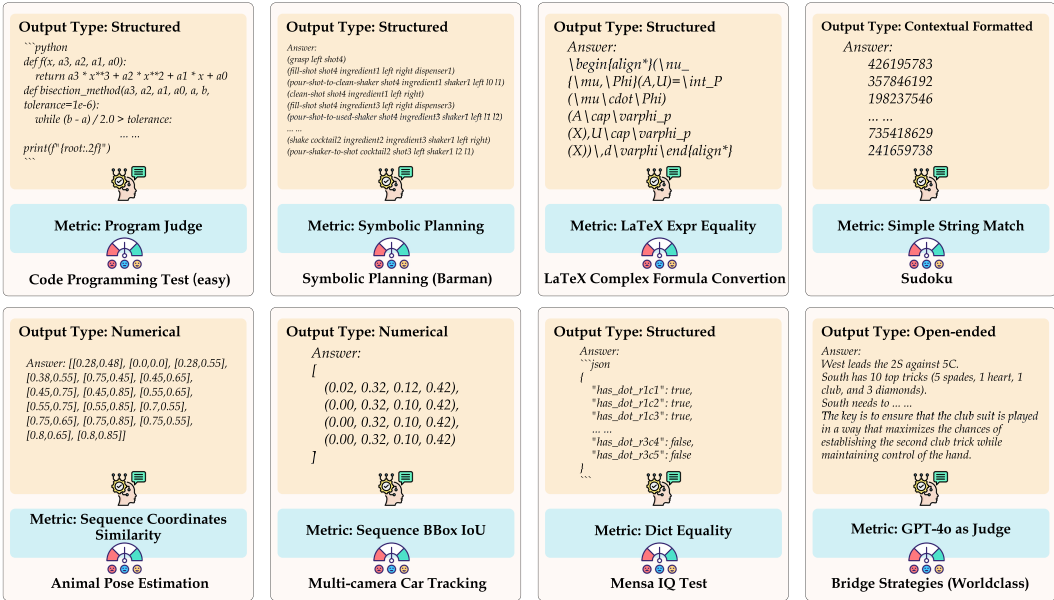 Output Type: Structured
```python
def f(x, a3, a2, a1, a0):
return a3 * x**3 + a2 * x**2 + a1 * x + a0
def bisection_method(a3, a2, a1, a0, a, b,
tolerance=1e-6):
while (b - a) / 2.0 > tolerance:
... ...
print(f"{root:.2f}")
```
Metric: Program Judge
Code Programming Test (easy)
Output Type: Structured
Answer:
(grasp left shot4)
(fill-shot shot4 ingredient1 left right dispenser1)
(pour-shot-to-clean-shaker shot4 ingredient1 shaker1 left l0 l1)
(clean-shot shot4 ingredient1 left right)
(fill-shot shot4 ingredient3 left right dispenser3)
(pour-shot-to-used-shaker shot4 ingredient3 shaker1 left l1 l2)
... ...
(shake cocktail2 ingredient2 ingredient3 shaker1 left right)
(pour-shaker-to-shot cocktail2 shot3 left shaker1 l2 l1)
Metric: Symbolic Planning
Symbolic Planning (Barman)
Output Type: Structured
Answer:
\begin{align*}(\nu_
{\mu,\Phi}(A,U)=\int_P
(\mu\cdot\Phi)
(A\cap\varphi_p
(X),U\cap\varphi_p
(X))\,d\varphi\end{align*}
Metric: LaTeX Expr Equality
LaTeX Complex Formula Convertion
Output Type: Contextual Formatted
Answer:
426195783
357846192
198237546
... ...
735418629
241659738
Metric: Simple String Match
Sudoku
Output Type: Numerical
Answer: [[0.28,0.48], [0.0,0.0], [0.28,0.55],
[0.38,0.55], [0.75,0.45], [0.45,0.65],
[0.45,0.75], [0.45,0.85], [0.55,0.65],
[0.55,0.75], [0.55,0.85], [0.7,0.55],
[0.75,0.65], [0.75,0.85], [0.75,0.55],
[0.8,0.65], [0.8,0.85]]
Metric: Sequence Coordinates
Similarity
Animal Pose Estimation
Output Type: Numerical
Answer:
[
(0.02, 0.32, 0.12, 0.42),
(0.00, 0.32, 0.10, 0.42),
(0.00, 0.32, 0.10, 0.42),
(0.00, 0.32, 0.10, 0.42)
]
Metric: Sequence BBox IoU
Multi-camera Car Tracking
Output Type: Structured
Answer:
```json
{
"has_dot_r1c1": true,
"has_dot_r1c2": true,
"has_dot_r1c3": true,
... ...
"has_dot_r3c4": false,
"has_dot_r3c5": false
}
```
Metric: Dict Equality
Mensa IQ Test
Output Type: Open-ended
Answer:
West leads the 2S against 5C.
South has 10 top tricks (5 spades, 1 heart, 1
club, and 3 diamonds).
South needs to ... ...
The key is to ensure that the club suit is played
in a way that maximizes the chances of
establishing the second club trick while
maintaining control of the hand.
Metric: GPT-4o as Judge
Bridge Strategies (Worldclass)